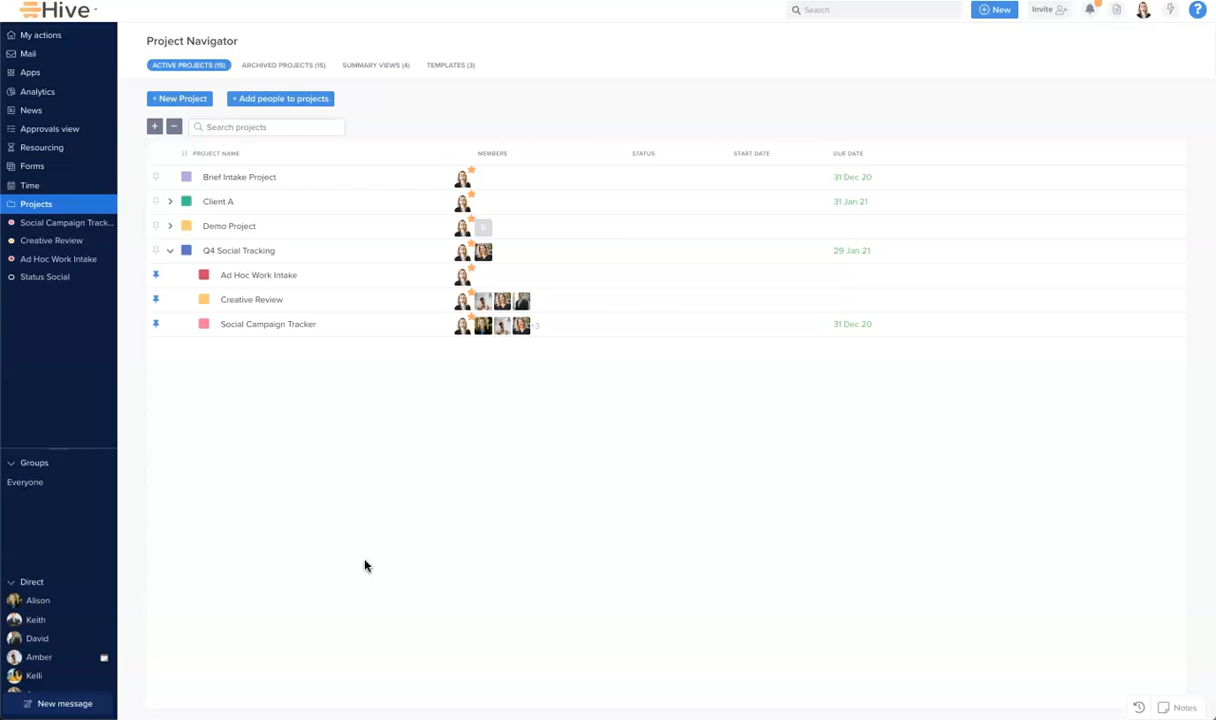 Hive
Search
New
Invite
?
My actions
Mail
Apps
Analytics
News
Approvals view
Resourcing
Forms
Time
Projects
Social Campaign Track...
Creative Review
Ad Hoc Work Intake
Status Social
Groups
Everyone
Direct
Alison
Keith
David
Amber
Kelli
New message
Project Navigator
ACTIVE PROJECTS (15) ARCHIVED PROJECTS (15) SUMMARY VIEWS (4) TEMPLATES (3)
+ New Project + Add people to projects
+ − Search projects
PROJECT NAME MEMBERS STATUS START DATE DUE DATE
Brief Intake Project 31 Dec 20
Client A 31 Jan 21
Demo Project D
Q4 Social Tracking 29 Jan 21
Ad Hoc Work Intake
Creative Review
Social Campaign Tracker +3 31 Dec 20
Notes